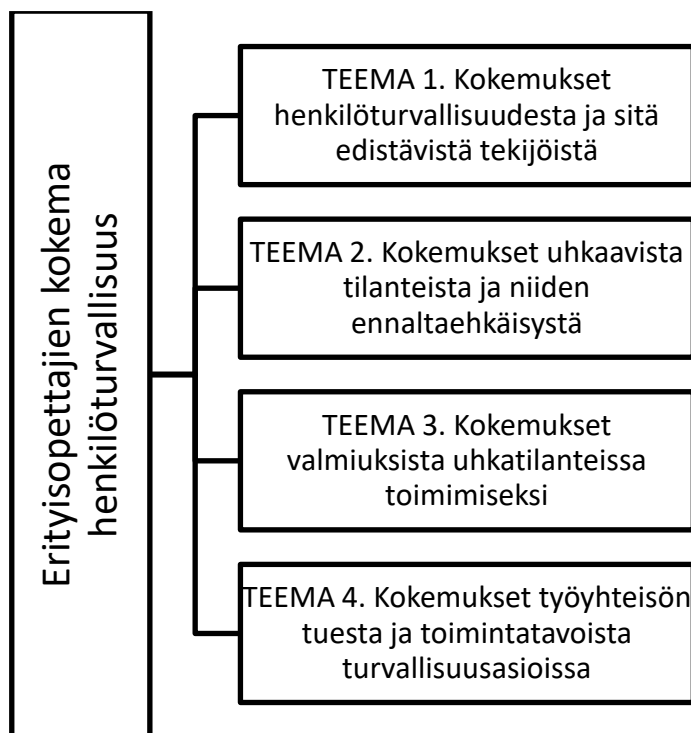 Erityisopettajien kokema
henkilöturvallisuus
TEEMA 1. Kokemukset
henkilöturvallisuudesta ja sitä
edistävistä tekijöistä
TEEMA 2. Kokemukset uhkaavista
tilanteista ja niiden
ennaltaehkäisystä
TEEMA 3. Kokemukset
valmiuksista uhkatilanteissa
toimimiseksi
TEEMA 4. Kokemukset työyhteisön
tuesta ja toimintatavoista
turvallisuusasioissa